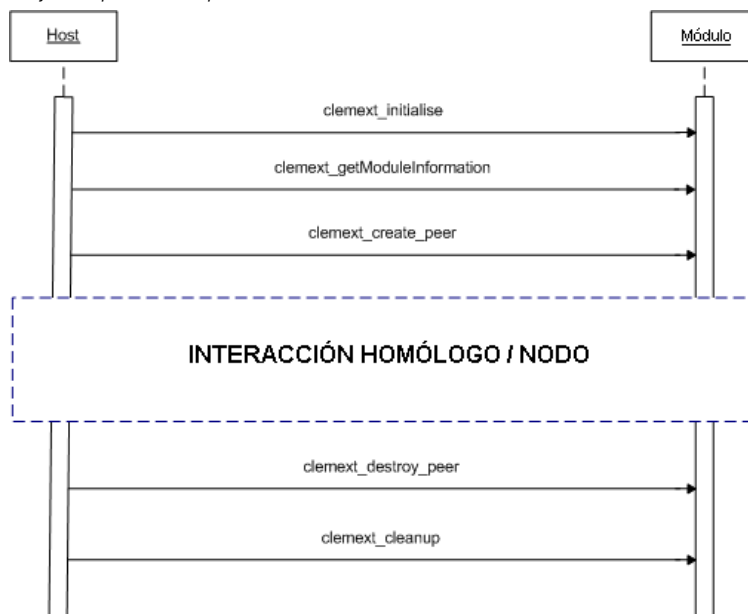 Host
Módulo
clemext_initialise
clemext_getModuleInformation
clemext_create_peer
INTERACCIÓN HOMÓLOGO / NODO
clemext_destroy_peer
clemext_cleanup